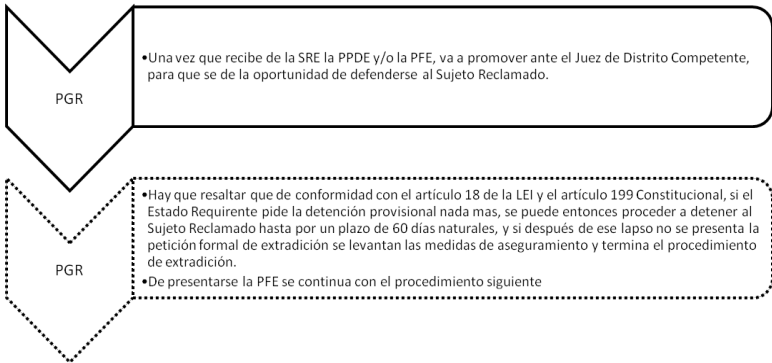 PGR
•Una vez que recibe de la SRE la PPDE y/o la PFE, va a promover ante el Juez de Distrito Competente,
para que se de la oportunidad de defenderse al Sujeto Reclamado.
PGR
•Hay que resaltar que de conformidad con el artículo 18 de la LEI y el artículo 199 Constitucional, si el
Estado Requirente pide la detención provisional nada mas, se puede entonces proceder a detener al
Sujeto Reclamado hasta por un plazo de 60 días naturales, y si después de ese lapso no se presenta la
petición formal de extradición se levantan las medidas de aseguramiento y termina el procedimiento
de extradición.
•De presentarse la PFE se continua con el procedimiento siguiente